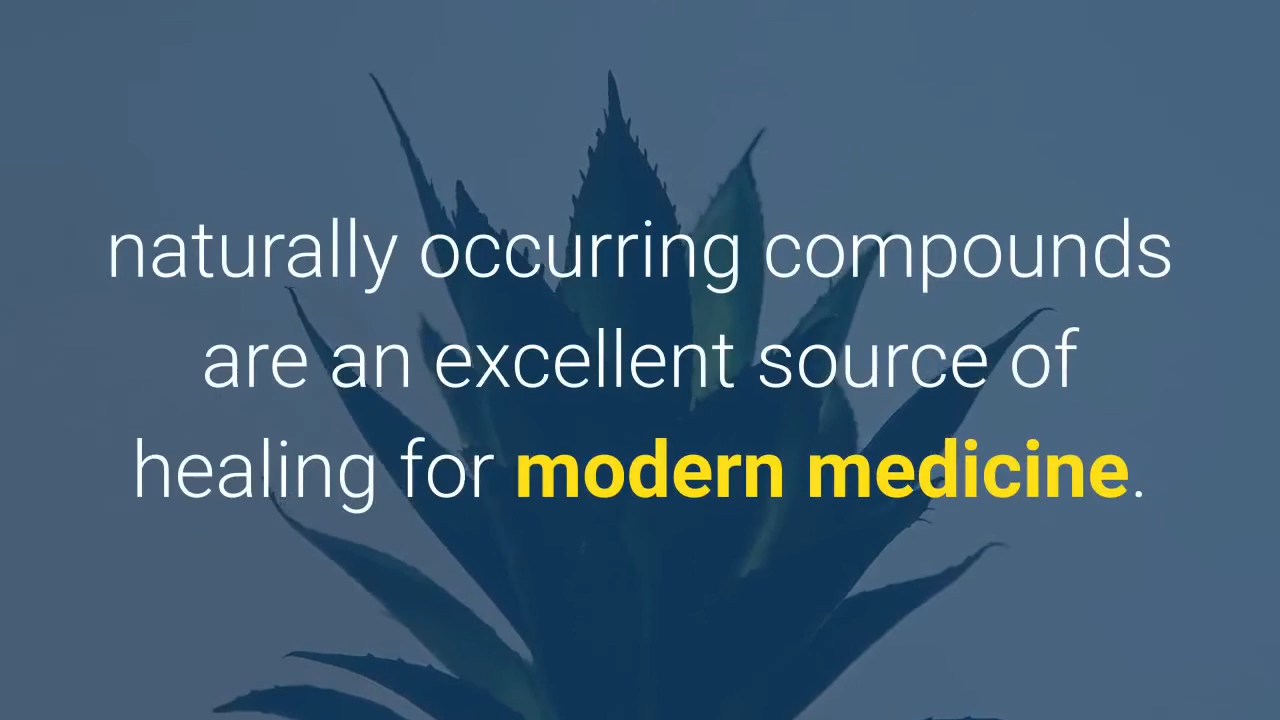 naturally occurring compounds
are an excellent source of
healing for modern medicine.